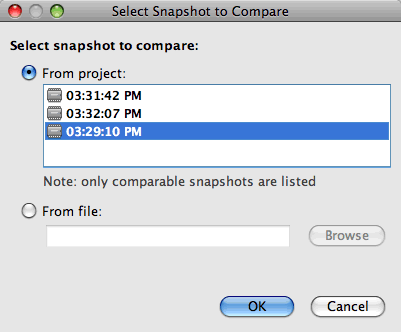 Select Snapshot to Compare
Select snapshot to compare:
From project:
03:31:42 PM
03:32:07 PM
03:29:10 PM
Note: only comparable snapshots are listed
From file:
Browse
OK
Cancel